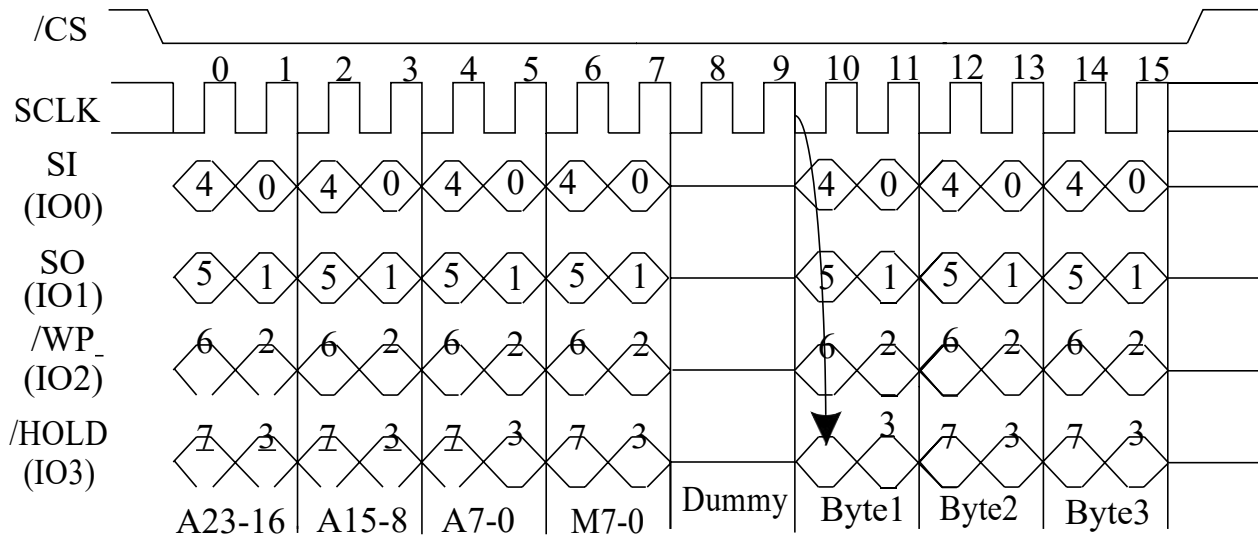 /CS
0 1 2 3 4 5 6 7 8 9 10 11 12 13 14 15
SCLK
SI
(IO0)
4 0 4 0 4 0 4 0 4 0 4 0 4 0
SO
(IO1)
5 1 5 1 5 1 5 1 5 1 5 1 5 1
/WP_
(IO2)
6 2 6 2 6 2 6 2 6 2 6 2 6 2
/HOLD
(IO3)
7 3 7 3 7 3 7 3 3 7 3 7 3
A23-16 A15-8 A7-0 M7-0 Dummy Byte1 Byte2 Byte3